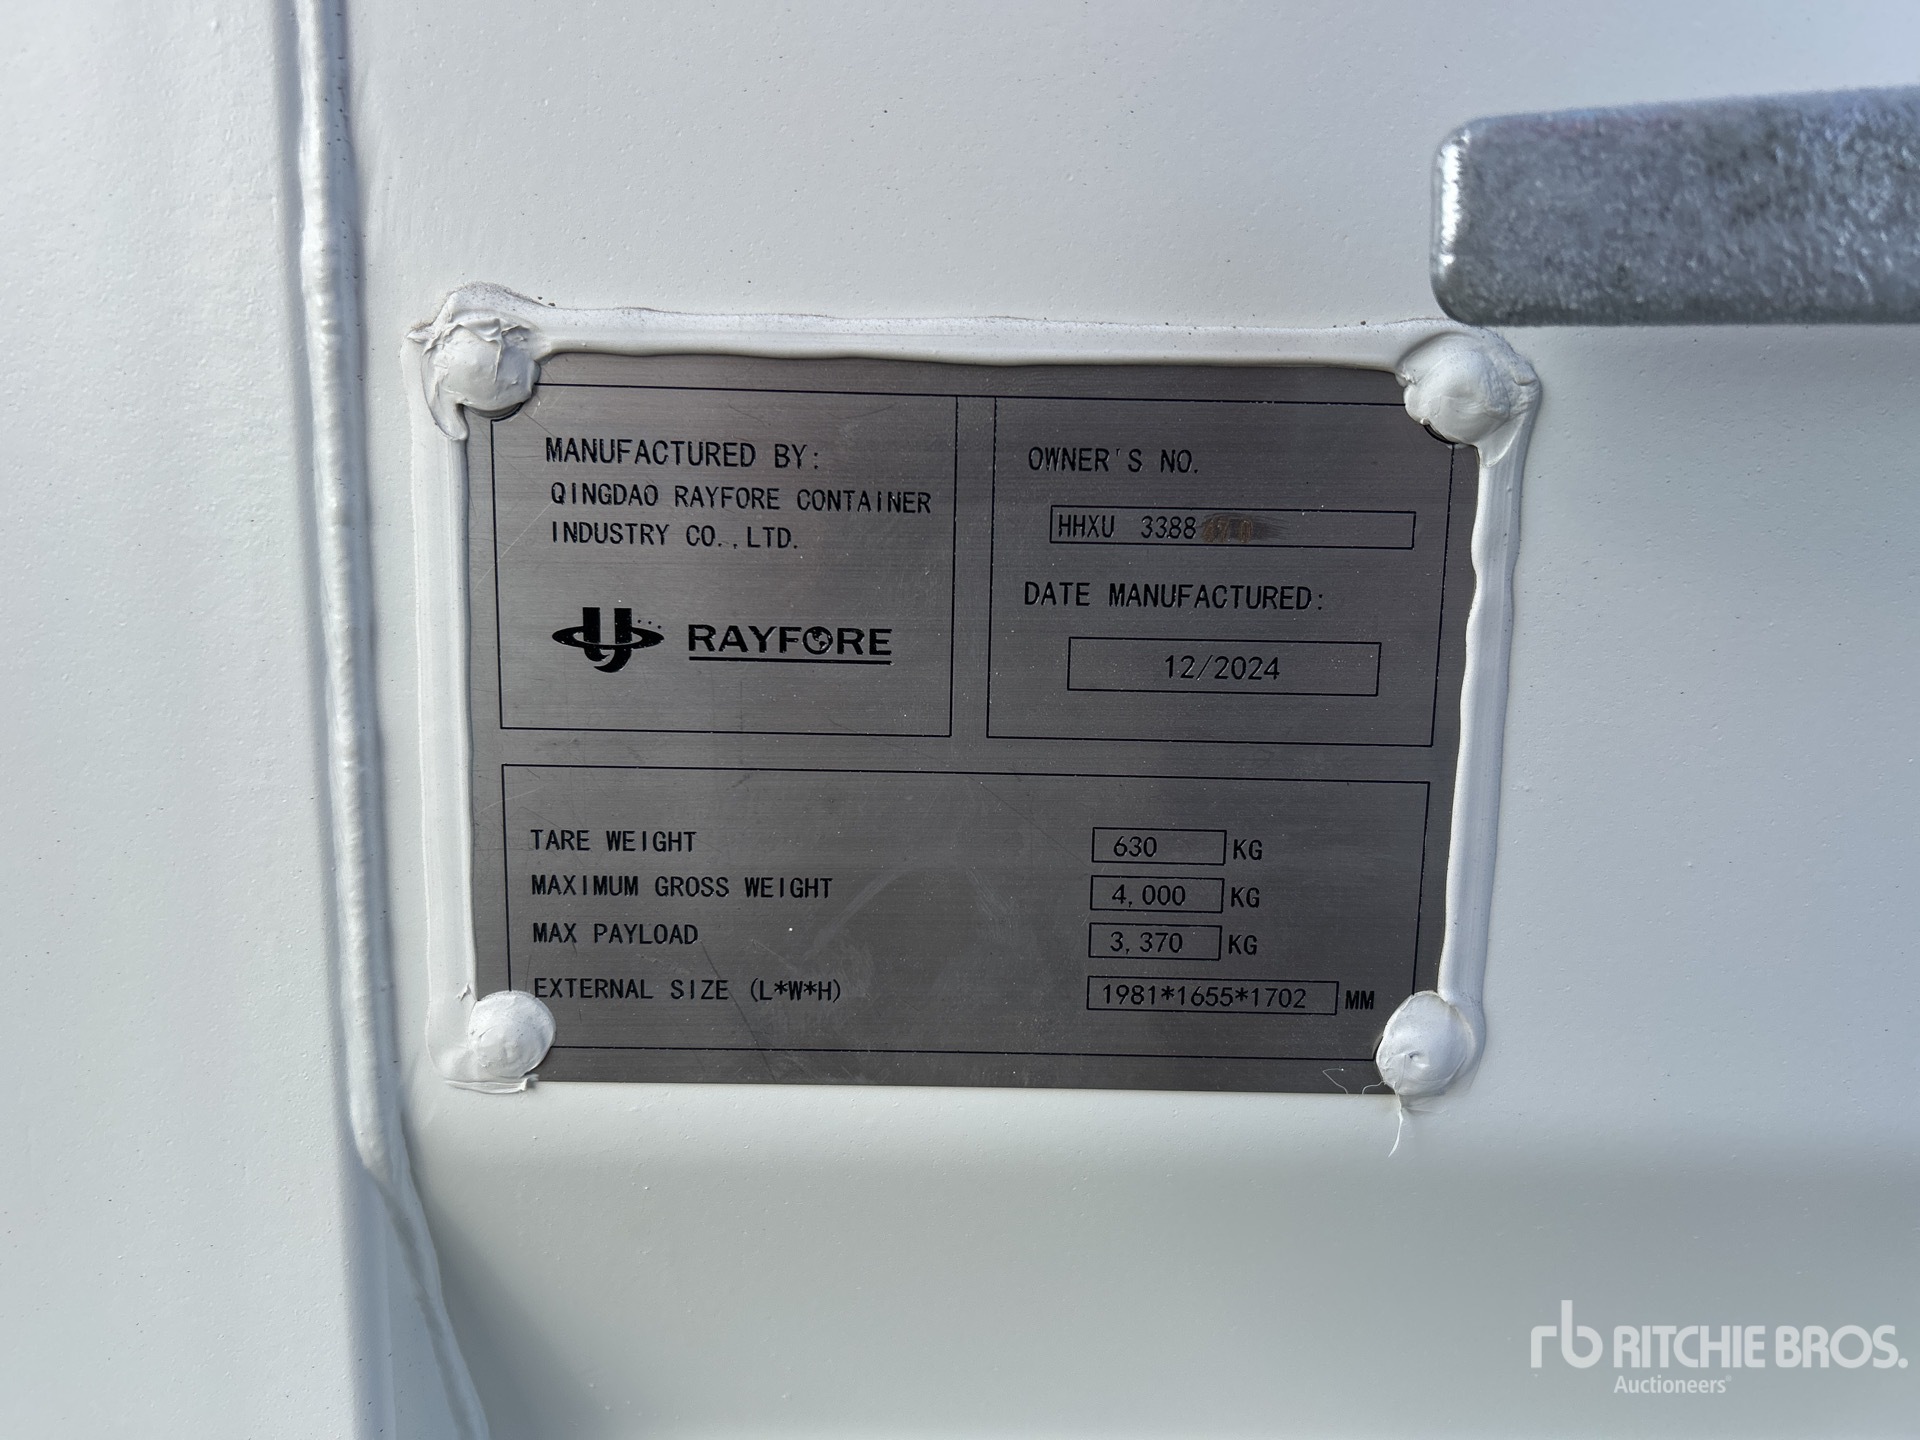 MANUFACTURED BY:
QINGDAO RAYFORE CONTAINER
INDUSTRY CO.,LTD.
RAYFORE
OWNER'S NO.
HHXU 3388
DATE MANUFACTURED:
12/2024
TARE WEIGHT 630 KG
MAXIMUM GROSS WEIGHT 4,000 KG
MAX PAYLOAD 3,370 KG
EXTERNAL SIZE (L*W*H) 1981*1655*1702 MM
rb RITCHIE BROS.
Auctioneers